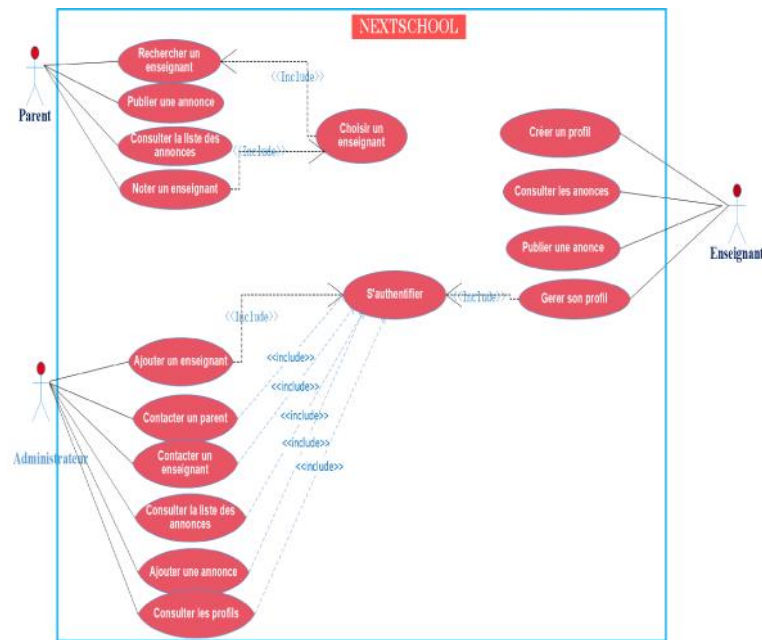 NEXTSCHOOL
Rechercher un
enseignant
<<Include>>
Parent
Publier une annonce
Choisir un
enseignant
Créer un profil
Consulter la liste des
annonces
<<Include>>
Noter un enseignant
Consulter les anonces
Publier une anonce
Enseignant
S'authentifier
<<Include>>
Gerer son profil
<<Include>>
Ajouter un enseignant
<<include>>
<<include>>
Contacter un parent
<<include>>
Administrateur
Contacter un
enseignant
<<include>>
<<include>>
Consulter la liste des
annonces
Ajouter une annonce
Consulter les profils